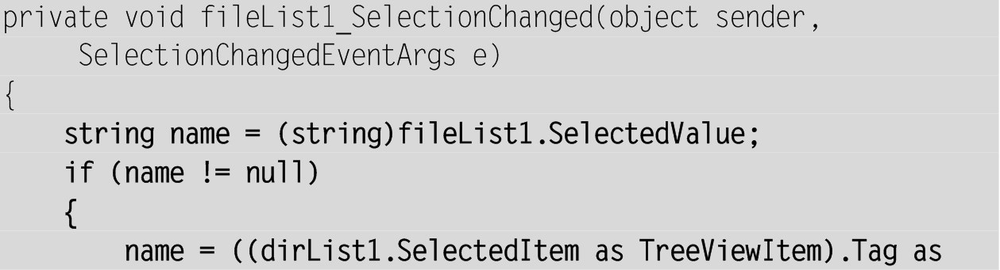 private void fileList1_SelectionChanged(object sender,
     SelectionChangedEventArgs e)
{
    string name = (string)fileList1.SelectedValue;
    if (name != null)
    {
        name = ((dirList1.SelectedItem as TreeViewItem).Tag as